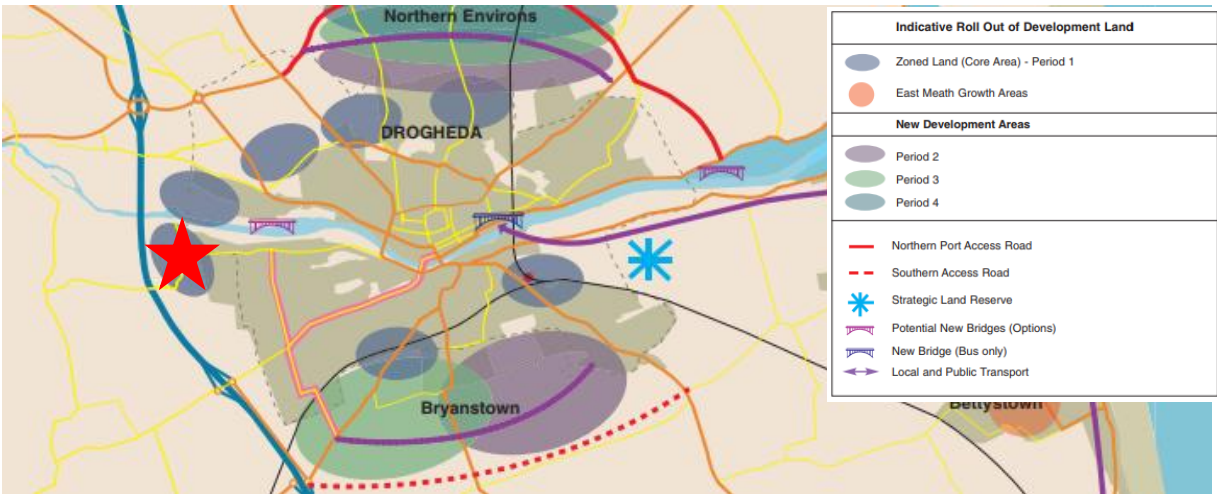 Northern Environs
DROGHEDA
Bryanstown
Bettystown
Indicative Roll Out of Development Land
Zoned Land (Core Area) - Period 1
East Meath Growth Areas
New Development Areas
Period 2
Period 3
Period 4
Northern Port Access Road
Southern Access Road
Strategic Land Reserve
Potential New Bridges (Options)
New Bridge (Bus only)
Local and Public Transport